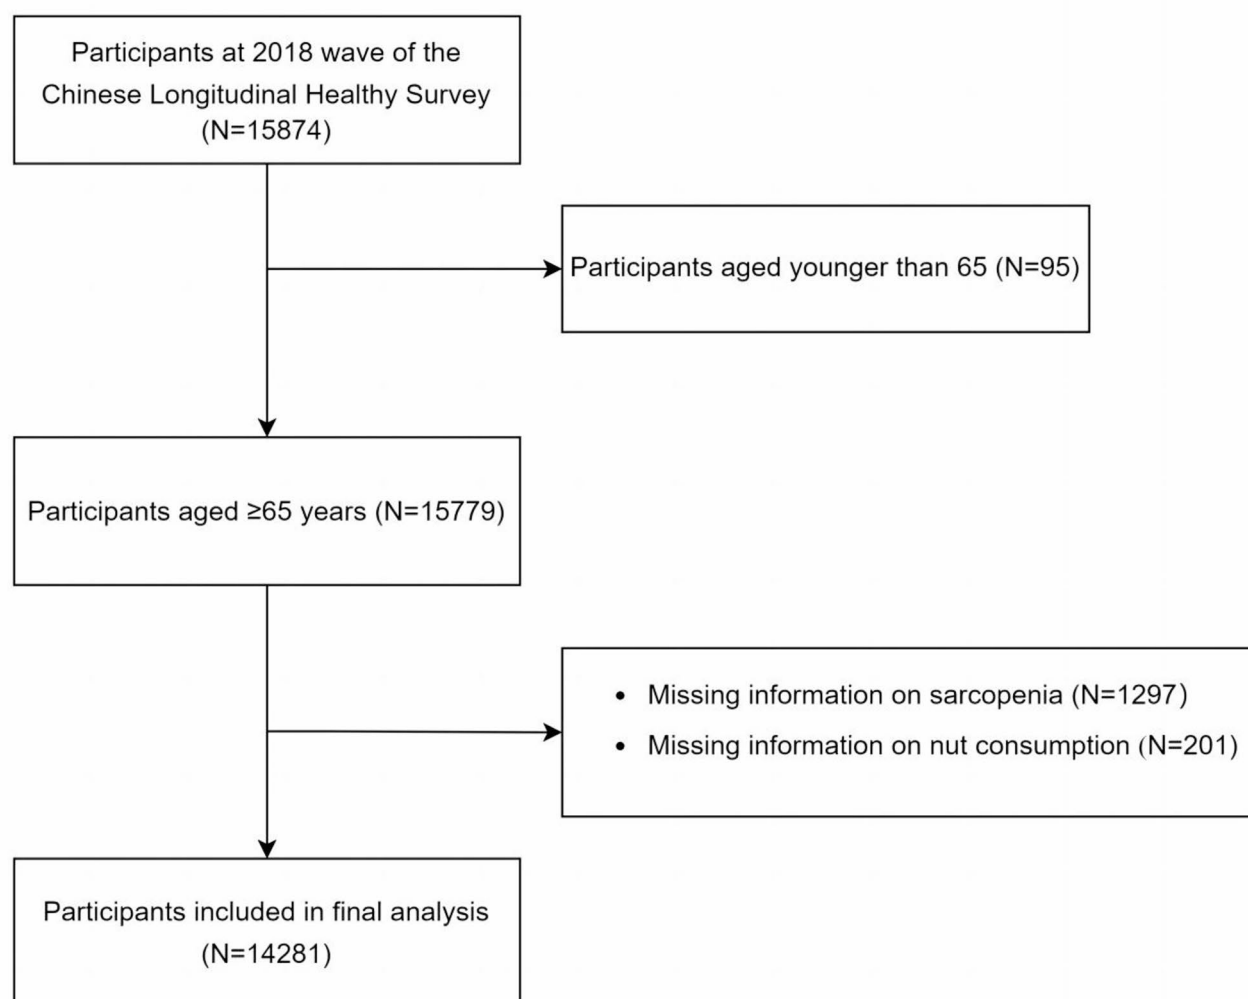 Participants at 2018 wave of the
Chinese Longitudinal Healthy Survey
(N=15874)
Participants aged younger than 65 (N=95)
Participants aged ≥65 years (N=15779)
• Missing information on sarcopenia (N=1297)
• Missing information on nut consumption (N=201)
Participants included in final analysis
(N=14281)